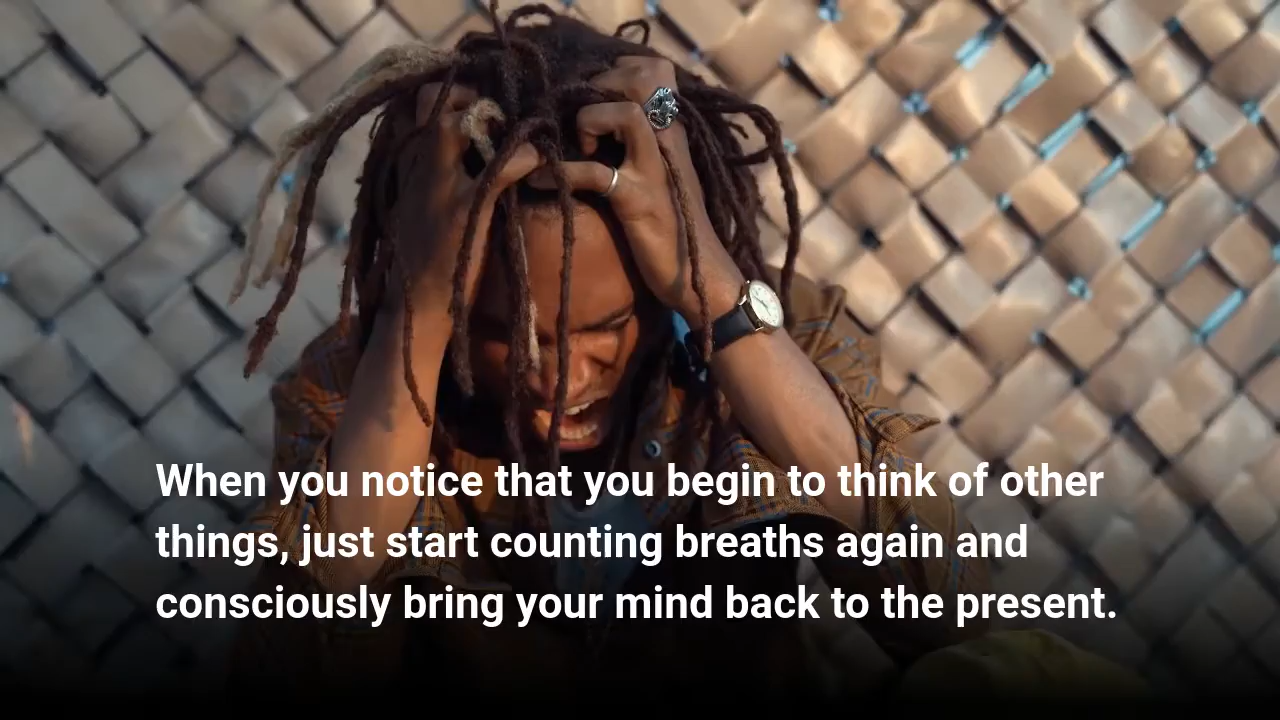 When you notice that you begin to think of other
things, just start counting breaths again and
consciously bring your mind back to the present.